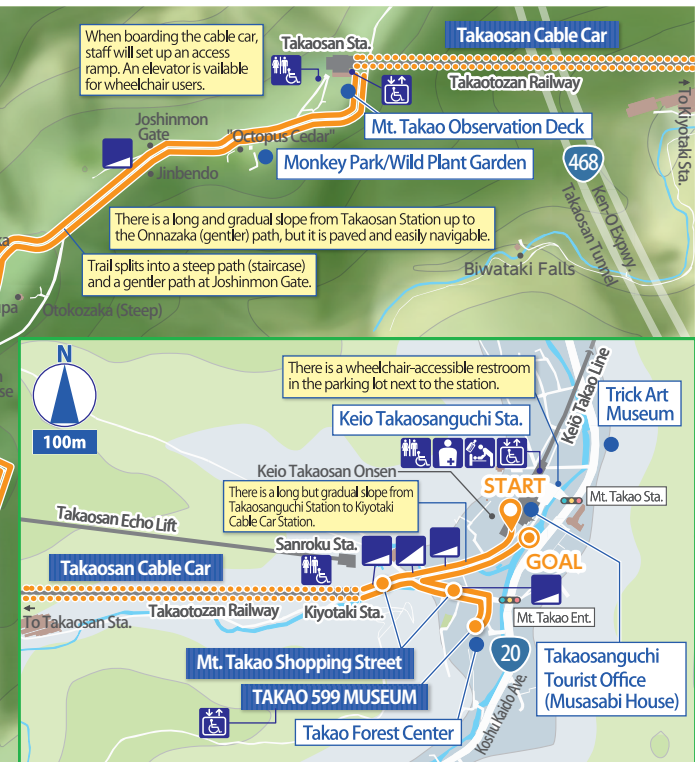 When boarding the cable car,
staff will set up an access
ramp. An elevator is vailable
for wheelchair users.
Takaosan Sta.
Takaosan Cable Car
Takaotozan Railway
To Kiyotaki Sta.
Mt. Takao Observation Deck
Joshinmon
Gate
"Octopus Cedar"
Monkey Park/Wild Plant Garden
Jinbendo
468
Ken-O Expwy.
Takaosan Tunnel
There is a long and gradual slope from Takaosan Station up to
the Onnazaka (gentler) path, but it is paved and easily navigable.
Biwataki Falls
Trail splits into a steep path (staircase)
and a gentler path at Joshinmon Gate.
Otokozaka (Steep)
N
100m
There is a wheelchair-accessible restroom
in the parking lot next to the station.
Keiō Takao Line
Trick Art
Museum
Keio Takaosanguchi Sta.
Keio Takaosan Onsen
START
Mt. Takao Sta.
There is a long but gradual slope from
Takaosanguchi Station to Kiyotaki
Cable Car Station.
Takaosan Echo Lift
Sanroku Sta.
GOAL
Takaosan Cable Car
Takaotozan Railway
Kiyotaki Sta.
To Takaosan Sta.
Mt. Takao Ent.
Mt. Takao Shopping Street
20
Takaosanguchi
Tourist Office
(Musasabi House)
TAKAO 599 MUSEUM
Takao Forest Center
Koshu Kaido Ave.